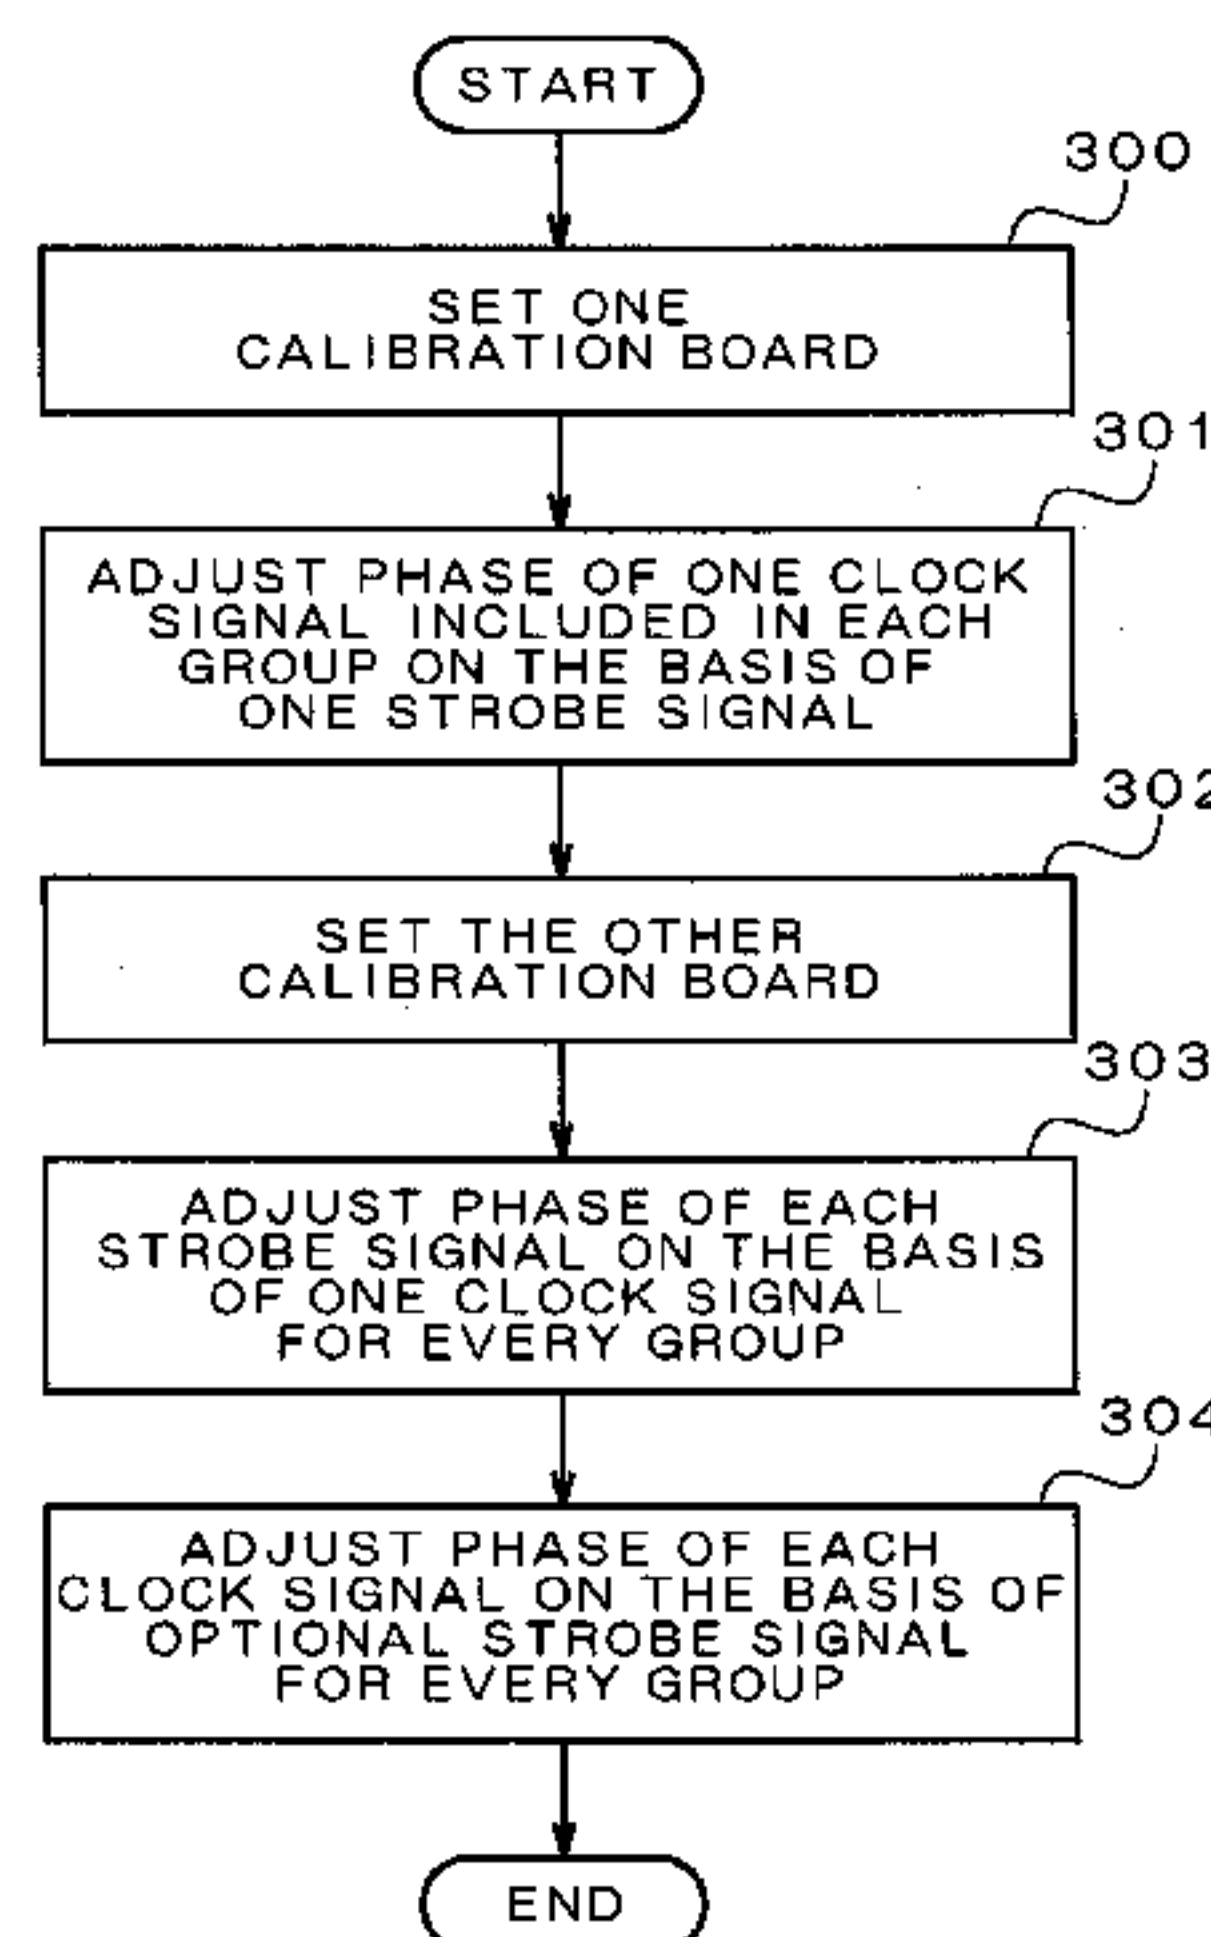 START
300
SET ONE
CALIBRATION BOARD
301
ADJUST PHASE OF ONE CLOCK
SIGNAL INCLUDED IN EACH
GROUP ON THE BASIS OF
ONE STROBE SIGNAL
302
SET THE OTHER
CALIBRATION BOARD
303
ADJUST PHASE OF EACH
STROBE SIGNAL ON THE BASIS
OF ONE CLOCK SIGNAL
FOR EVERY GROUP
304
ADJUST PHASE OF EACH
CLOCK SIGNAL ON THE BASIS OF
OPTIONAL STROBE SIGNAL
FOR EVERY GROUP
END